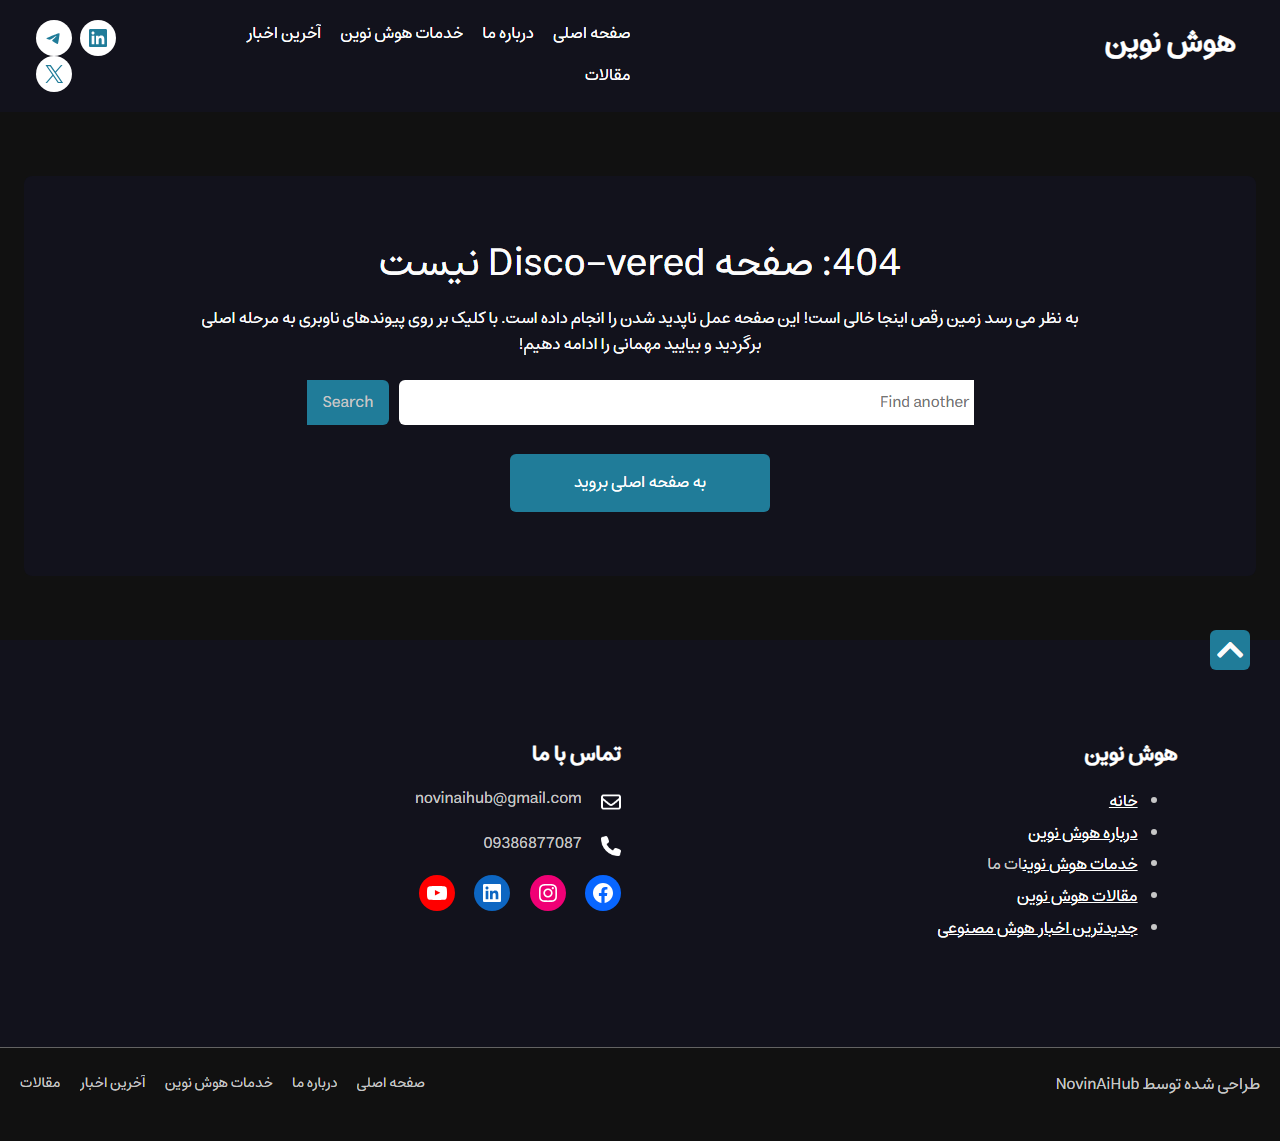 هوش نوین
صفحه اصلی
درباره ما
خدمات هوش نوین
آخرین اخبار
مقالات
404: صفحه Disco-vered نیست
به نظر می رسد زمین رقص اینجا خالی است! این صفحه عمل ناپدید شدن را انجام داده است. با کلیک بر روی پیوندهای ناوبری به مرحله اصلی
برگردید و بیایید مهمانی را ادامه دهیم!
Find another
Search
به صفحه اصلی بروید
هوش نوین
خانه
درباره هوش نوین
خدمات هوش نوینات ما
مقالات هوش نوین
جدیدترین اخبار هوش مصنوعی
تماس با ما
novinaihub@gmail.com
09386877087
طراحی شده توسط NovinAiHub
صفحه اصلی
درباره ما
خدمات هوش نوین
آخرین اخبار
مقالات